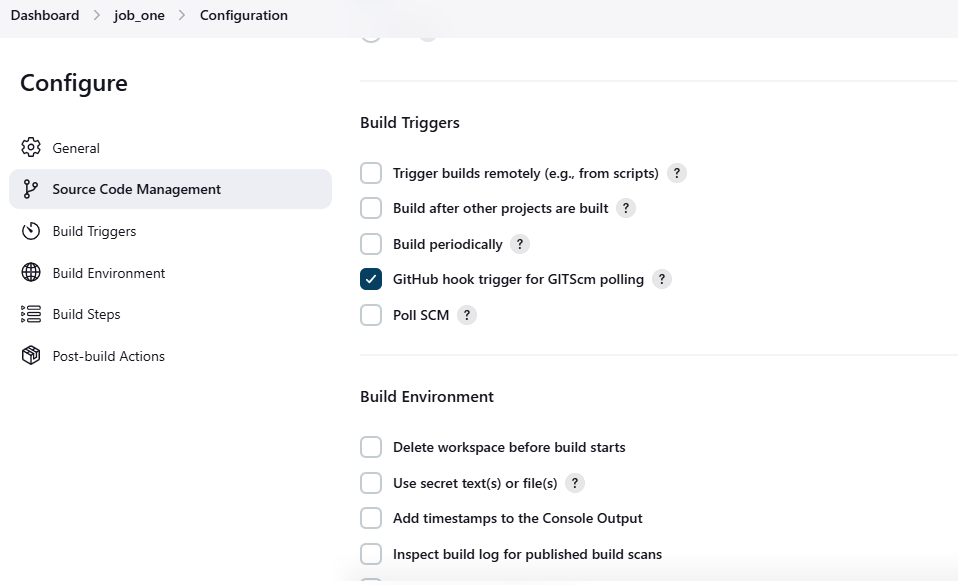 Dashboard > job_one > Configuration
Configure
General
Source Code Management
Build Triggers
Build Environment
Build Steps
Post-build Actions
Build Triggers
Trigger builds remotely (e.g., from scripts) ?
Build after other projects are built ?
Build periodically ?
GitHub hook trigger for GITScm polling ?
Poll SCM ?
Build Environment
Delete workspace before build starts
Use secret text(s) or file(s) ?
Add timestamps to the Console Output
Inspect build log for published build scans